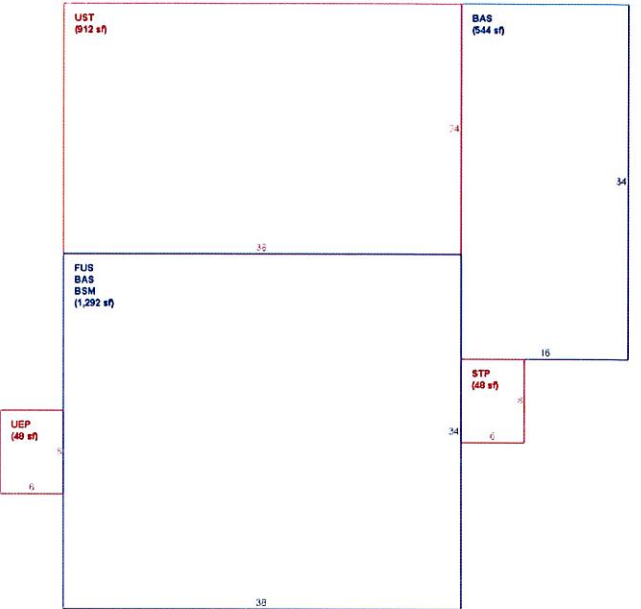 UST
(912 sf)
BAS
(544 sf)
24
34
38
FUS
BAS
BSM
(1,292 sf)
16
STP
(48 sf)
8
6
34
UEP
(48 sf)
8
6
38